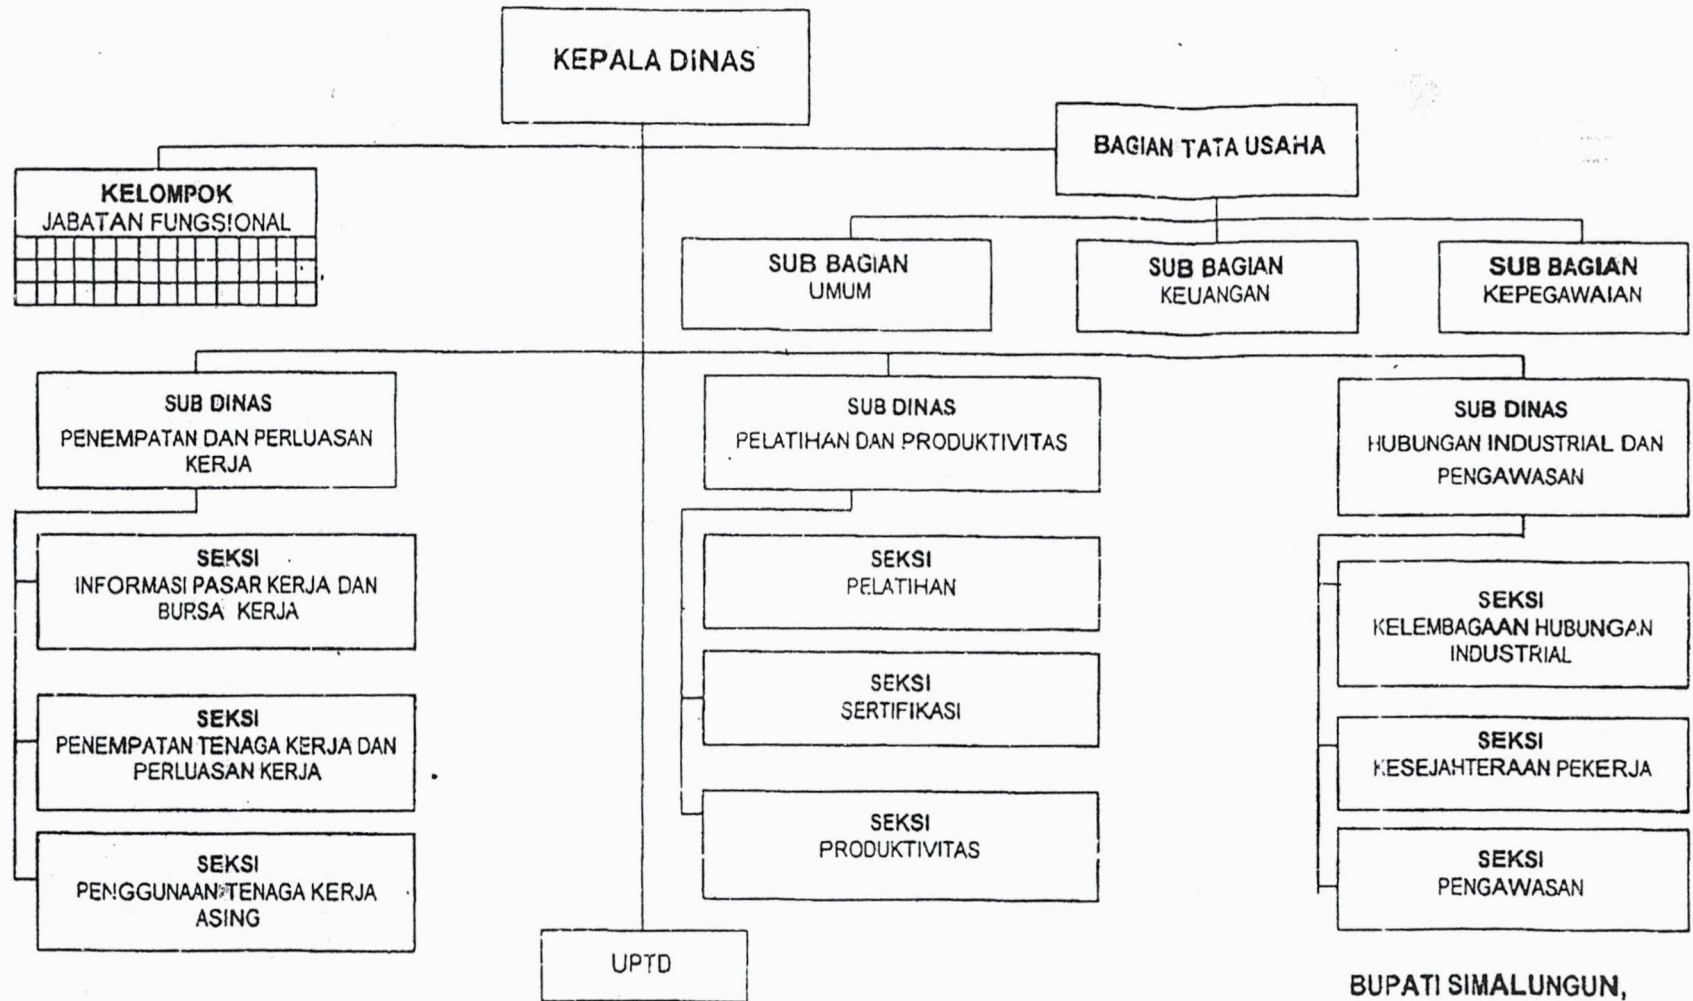 KEPALA DINAS
BAGIAN TATA USAHA
KELOMPOK
JABATAN FUNGSIONAL
SUB BAGIAN
UMUM
SUB BAGIAN
KEUANGAN
SUB BAGIAN
KEPEGAWAIAN
SUB DINAS
PENEMPATAN DAN PERLUASAN
KERJA
SUB DINAS
PELATIHAN DAN PRODUKTIVITAS
SUB DINAS
HUBUNGAN INDUSTRIAL DAN
PENGAWASAN
SEKSI
INFORMASI PASAR KERJA DAN
BURSA KERJA
SEKSI
PENEMPATAN TENAGA KERJA DAN
PERLUASAN KERJA
SEKSI
PENGGUNAAN TENAGA KERJA
ASING
SEKSI
PELATIHAN
SEKSI
SERTIFIKASI
SEKSI
PRODUKTIVITAS
SEKSI
KELEMBAGAAN HUBUNGAN
INDUSTRIAL
SEKSI
KESEJAHTERAAN PEKERJA
SEKSI
PENGAWASAN
UPTD
BUPATI SIMALUNGUN,